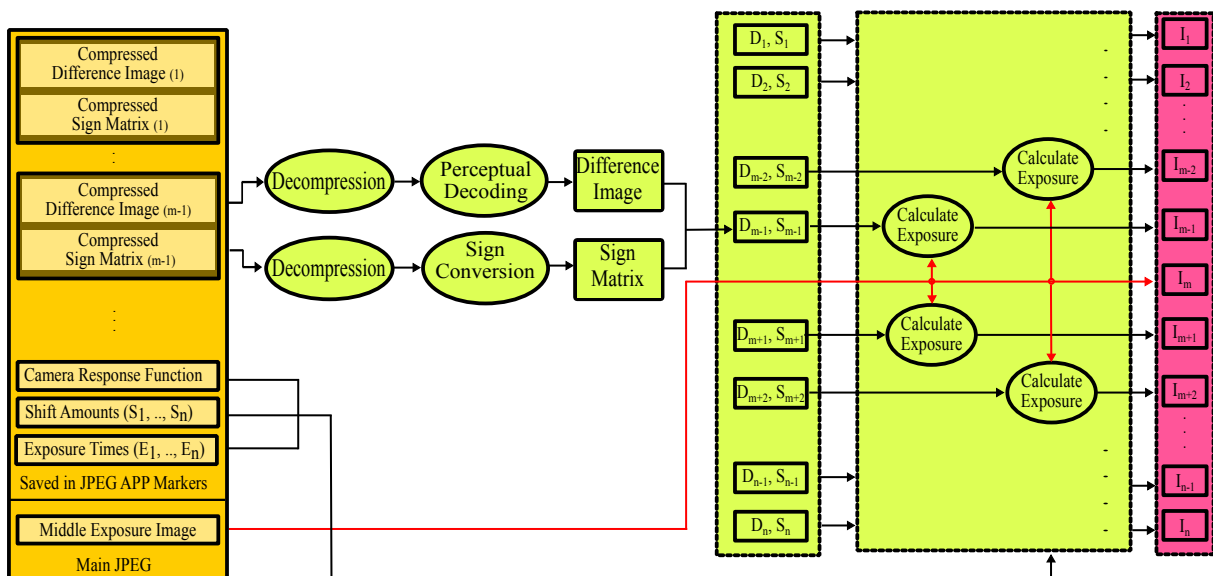 Compressed
Difference Image (1)
Compressed
Sign Matrix (1)
Compressed
Difference Image (m-1)
Compressed
Sign Matrix (m-1)
Camera Response Function
Shift Amounts (S1, .., Sn)
Exposure Times (E1, .., En)
Saved in JPEG APP Markers
Middle Exposure Image
Main JPEG
Decompression
Perceptual
Decoding
Difference
Image
Decompression
Sign
Conversion
Sign
Matrix
D1, S1
D2, S2
Dm-2, Sm-2
Dm-1, Sm-1
Dm+1, Sm+1
Dm+2, Sm+2
Dn-1, Sn-1
Dn, Sn
Calculate
Exposure
Calculate
Exposure
Calculate
Exposure
Calculate
Exposure
I1
I2
Im-2
Im-1
Im
Im+1
Im+2
In-1
In